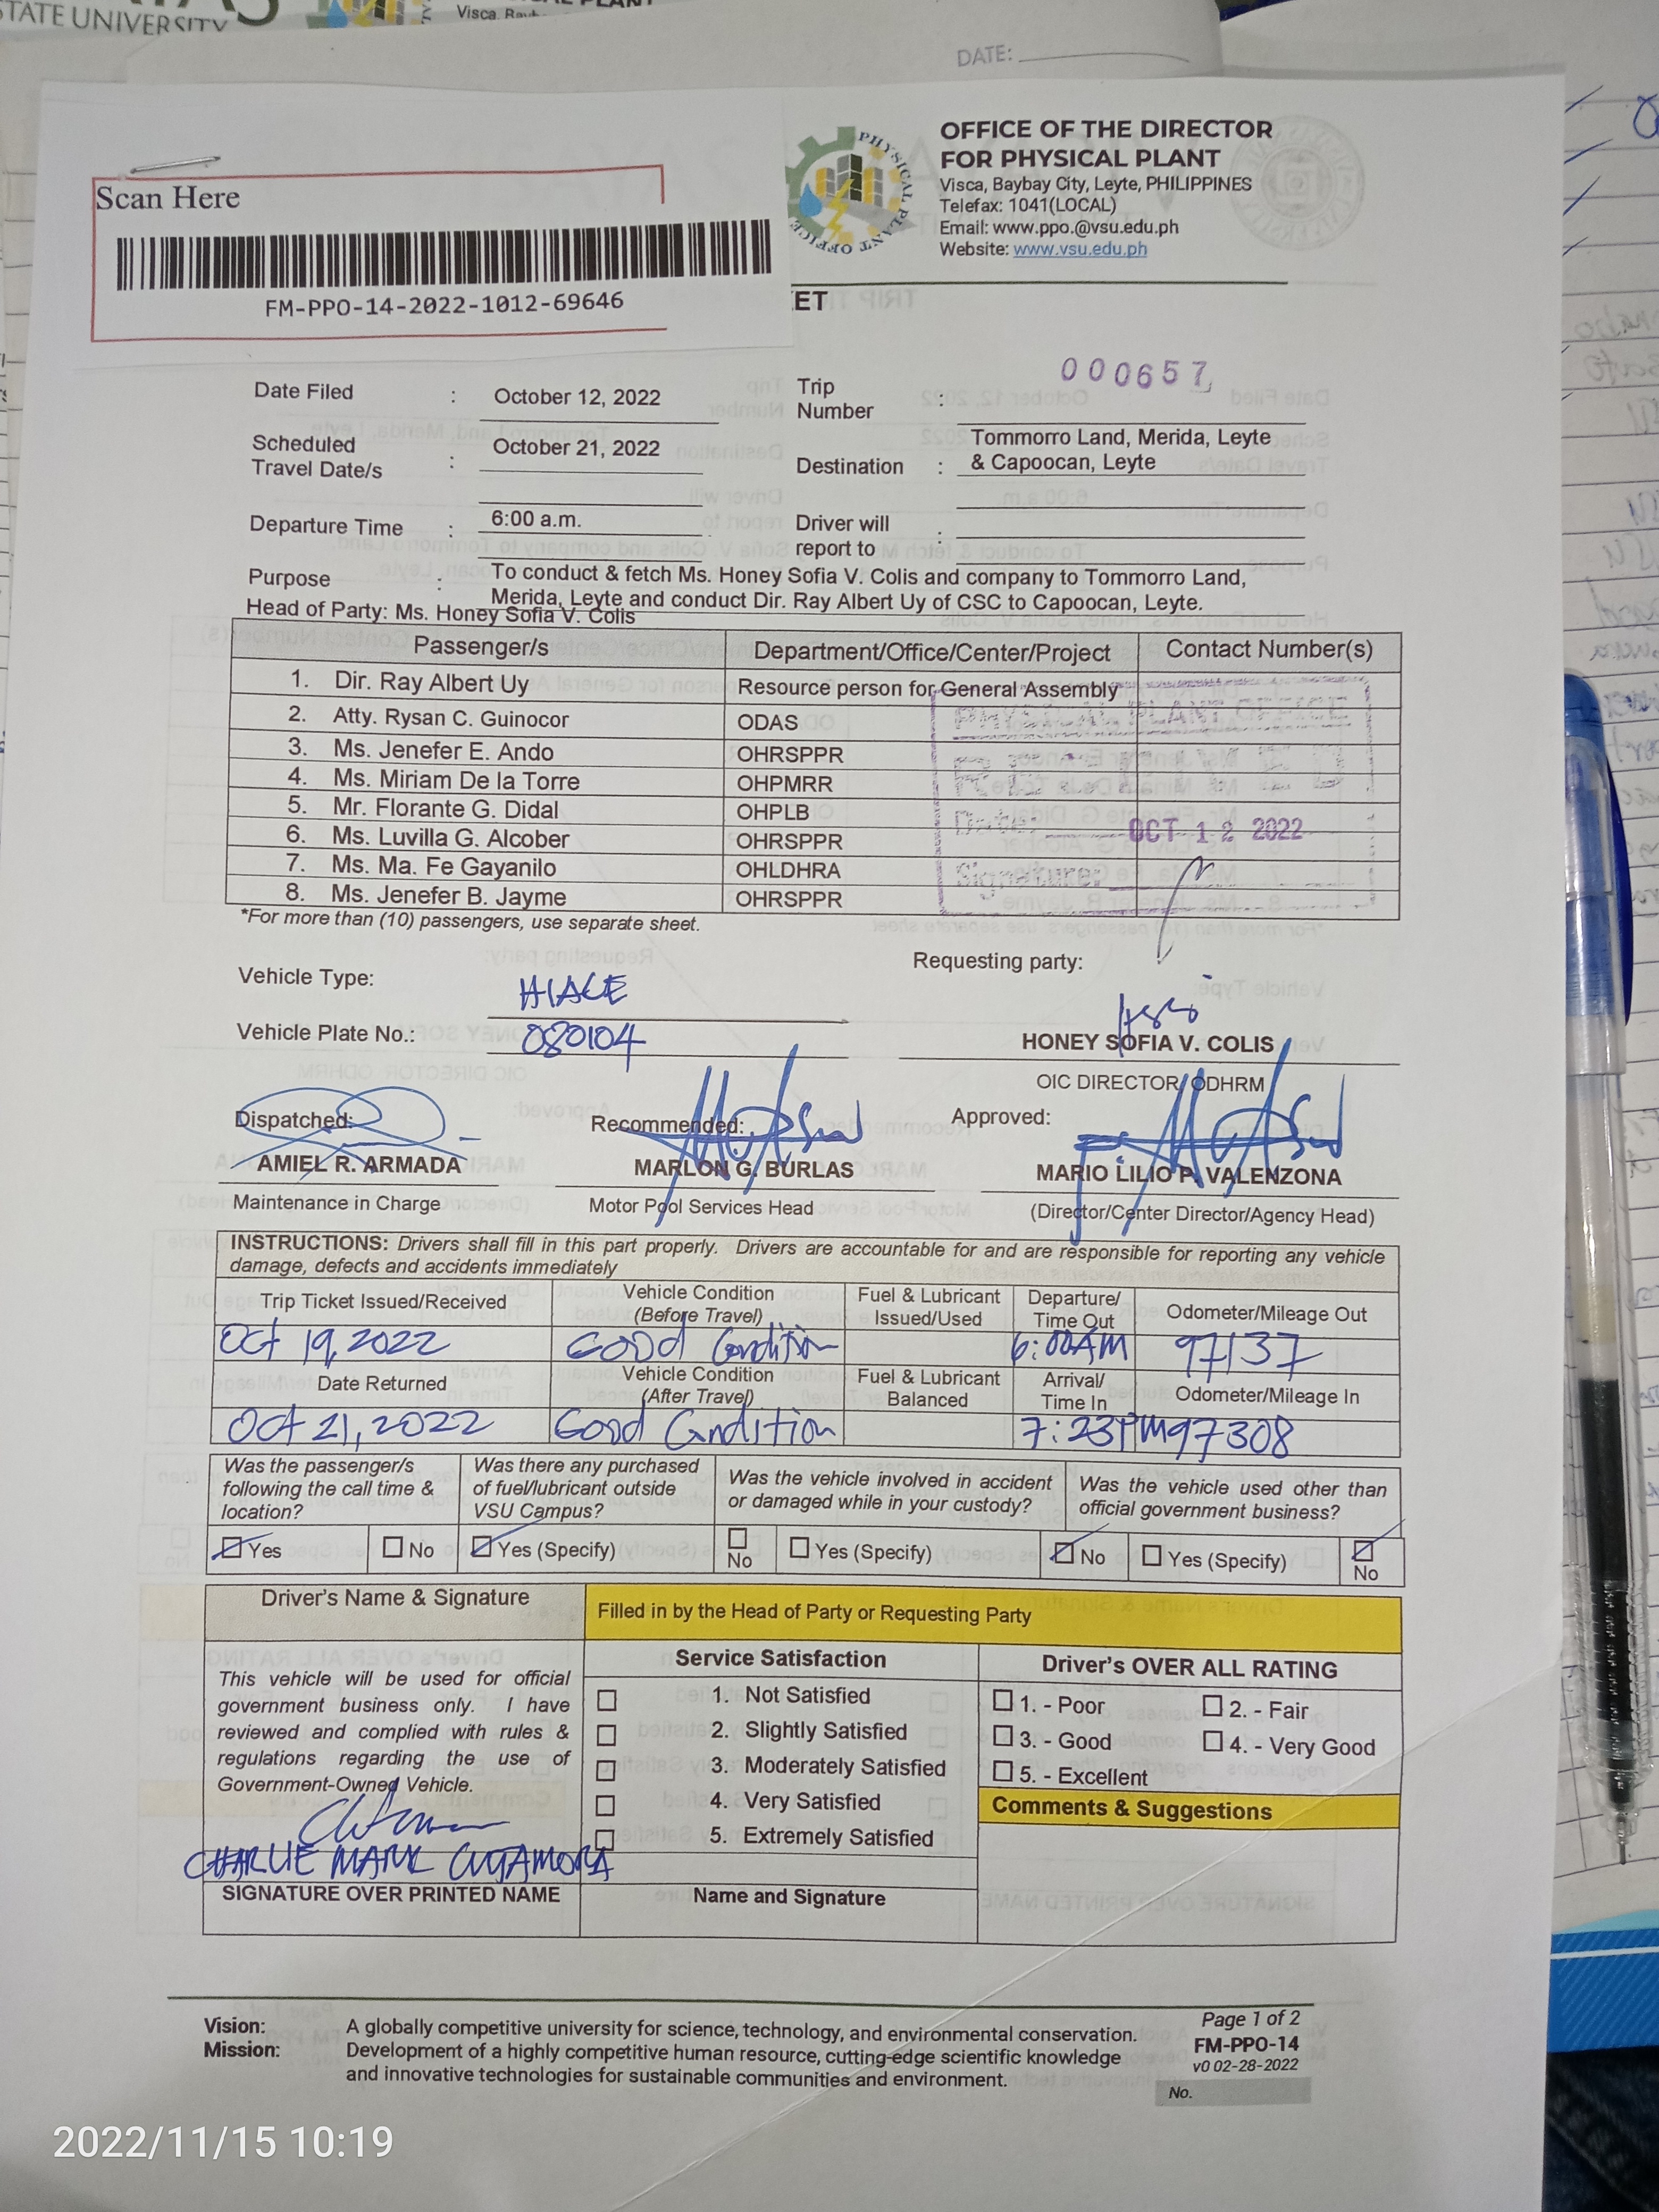 STATE UNIVERSITY
Visca,
DATE:
Scan Here
FM-PPO-14-2022-1012-69646
PHYSICAL PLANT OFFICE
OFFICE OF THE DIRECTOR
FOR PHYSICAL PLANT
Visca, Baybay City, Leyte, PHILIPPINES
Telefax: 1041(LOCAL)
Email: www.ppo.@vsu.edu.ph
Website: www.vsu.edu.ph
ET
Date Filed : October 12, 2022 Trip Number : 000657
Scheduled Travel Date/s : October 21, 2022 Destination : Tommorro Land, Merida, Leyte
& Capoocan, Leyte
Departure Time : 6:00 a.m. Driver will report to :
Purpose : To conduct & fetch Ms. Honey Sofia V. Colis and company to Tommorro Land,
Merida, Leyte and conduct Dir. Ray Albert Uy of CSC to Capoocan, Leyte.
Head of Party: Ms. Honey Sofia V. Colis
Passenger/s Department/Office/Center/Project Contact Number(s)
1. Dir. Ray Albert Uy Resource person for General Assembly
2. Atty. Rysan C. Guinocor ODAS
3. Ms. Jenefer E. Ando OHRSPPR
4. Ms. Miriam De la Torre OHPMRR
5. Mr. Florante G. Didal OHPLB
6. Ms. Luvilla G. Alcober OHRSPPR
7. Ms. Ma. Fe Gayanilo OHLDHRA
8. Ms. Jenefer B. Jayme OHRSPPR
PHYSICAL PLANT OFFICE
RECEIVED
Date: OCT 12 2022
Signature:
*For more than (10) passengers, use separate sheet.
Vehicle Type: HIACE
Requesting party:
Vehicle Plate No.: 080104
HONEY SOFIA V. COLIS
OIC DIRECTOR, ODHRM
Dispatched: Recommended: Approved:
AMIEL R. ARMADA MARLON G. BURLAS MARIO LILIO P. VALENZONA
Maintenance in Charge Motor Pool Services Head (Director/Center Director/Agency Head)
INSTRUCTIONS: Drivers shall fill in this part properly. Drivers are accountable for and are responsible for reporting any vehicle
damage, defects and accidents immediately
Trip Ticket Issued/Received Vehicle Condition (Before Travel) Fuel & Lubricant Issued/Used Departure/ Time Out Odometer/Mileage Out
Oct 19, 2022 Good Condition 6:00AM 97137
Date Returned Vehicle Condition (After Travel) Fuel & Lubricant Balanced Arrival/ Time In Odometer/Mileage In
Oct 21, 2022 Good Condition 7:23PM 97308
Was the passenger/s following the call time & location? Was there any purchased of fuel/lubricant outside VSU Campus? Was the vehicle involved in accident or damaged while in your custody? Was the vehicle used other than official government business?
Yes No Yes (Specify) No Yes (Specify) No Yes (Specify) No
Driver's Name & Signature Filled in by the Head of Party or Requesting Party
Service Satisfaction Driver's OVER ALL RATING
This vehicle will be used for official
government business only. I have
reviewed and complied with rules &
regulations regarding the use of
Government-Owned Vehicle.
1. Not Satisfied
2. Slightly Satisfied
3. Moderately Satisfied
4. Very Satisfied
5. Extremely Satisfied
1. - Poor 2. - Fair
3. - Good 4. - Very Good
5. - Excellent
Comments & Suggestions
CHARLIE MARK CUTAMORA
SIGNATURE OVER PRINTED NAME Name and Signature
Vision: A globally competitive university for science, technology, and environmental conservation.
Mission: Development of a highly competitive human resource, cutting-edge scientific knowledge
and innovative technologies for sustainable communities and environment.
Page 1 of 2
FM-PPO-14
v0 02-28-2022
No.
2022/11/15 10:19